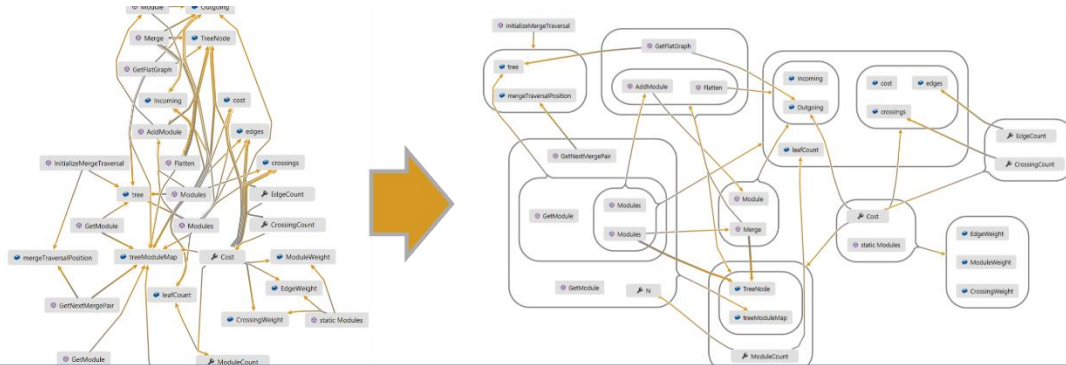 Module
Outgoing
Merge
TreeNode
GetFlatGraph
Incoming
cost
AddModule
edges
InitializeMergeTraversal
Flatten
crossings
tree
Modules
EdgeCount
GetModule
Modules
CrossingCount
mergeTraversalPosition
treeModuleMap
Cost
ModuleWeight
GetNextMergePair
leafCount
EdgeWeight
CrossingWeight
static Modules
GetModule
ModuleCount
InitializeMergeTraversal
GetFlatGraph
tree
mergeTraversalPosition
AddModule
Flatten
Incoming
Outgoing
cost
edges
crossings
EdgeCount
CrossingCount
leafCount
GetNextMergePair
GetModule
Modules
Modules
Module
Merge
Cost
static Modules
EdgeWeight
ModuleWeight
CrossingWeight
GetModule
N
TreeNode
treeModuleMap
ModuleCount